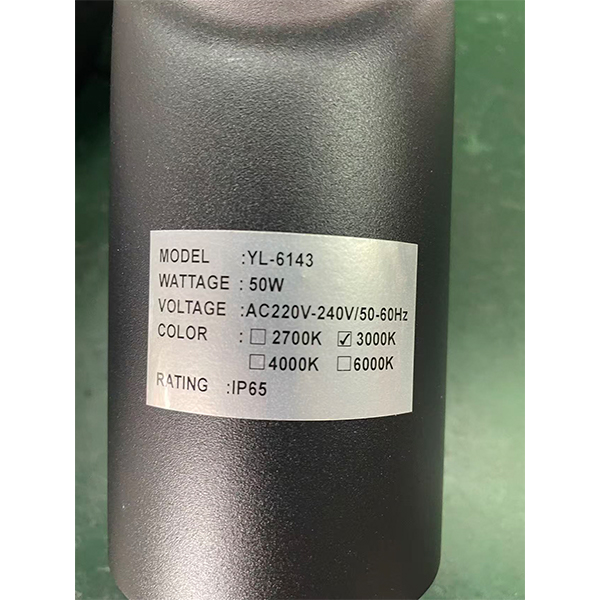 MODEL :YL-6143
WATTAGE : 50W
VOLTAGE :AC220V-240V/50-60Hz
COLOR : ☐ 2700K ☑ 3000K
☐ 4000K ☐ 6000K
RATING :IP65